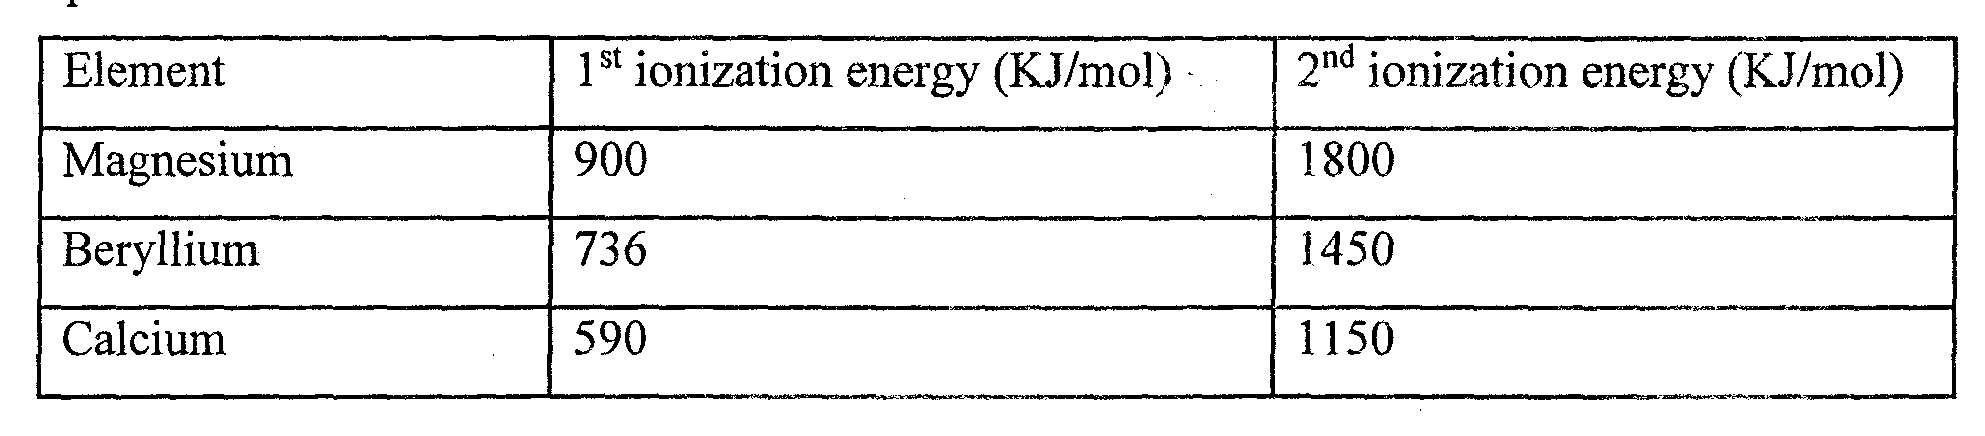 Element 1st ionization energy (KJ/mol) 2nd ionization energy (KJ/mol)
Magnesium 900 1800
Beryllium 736 1450
Calcium 590 1150